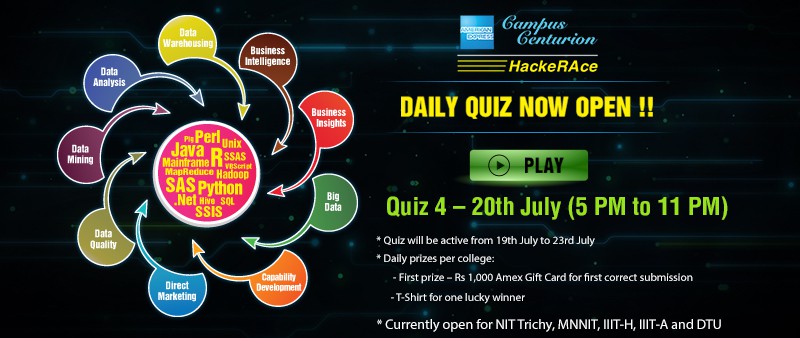 AMERICAN
EXPRESS
Campus
Centurion
HackeRAce
DAILY QUIZ NOW OPEN !!
PLAY
Quiz 4 – 20th July (5 PM to 11 PM)
* Quiz will be active from 19th July to 23rd July
* Daily prizes per college:
- First prize – Rs 1,000 Amex Gift Card for first correct submission
- T-Shirt for one lucky winner
* Currently open for NIT Trichy, MNNIT, IIIT-H, IIIT-A and DTU
Data
Warehousing
Business
Intelligence
Business
Insights
Big
Data
Capability
Development
Direct
Marketing
Data
Quality
Data
Mining
Data
Analysis
Pig Perl Unix
Java R SSAS
Mainframe VBScript
MapReduce Hadoop
SAS Python
.Net Hive SQL
SSIS